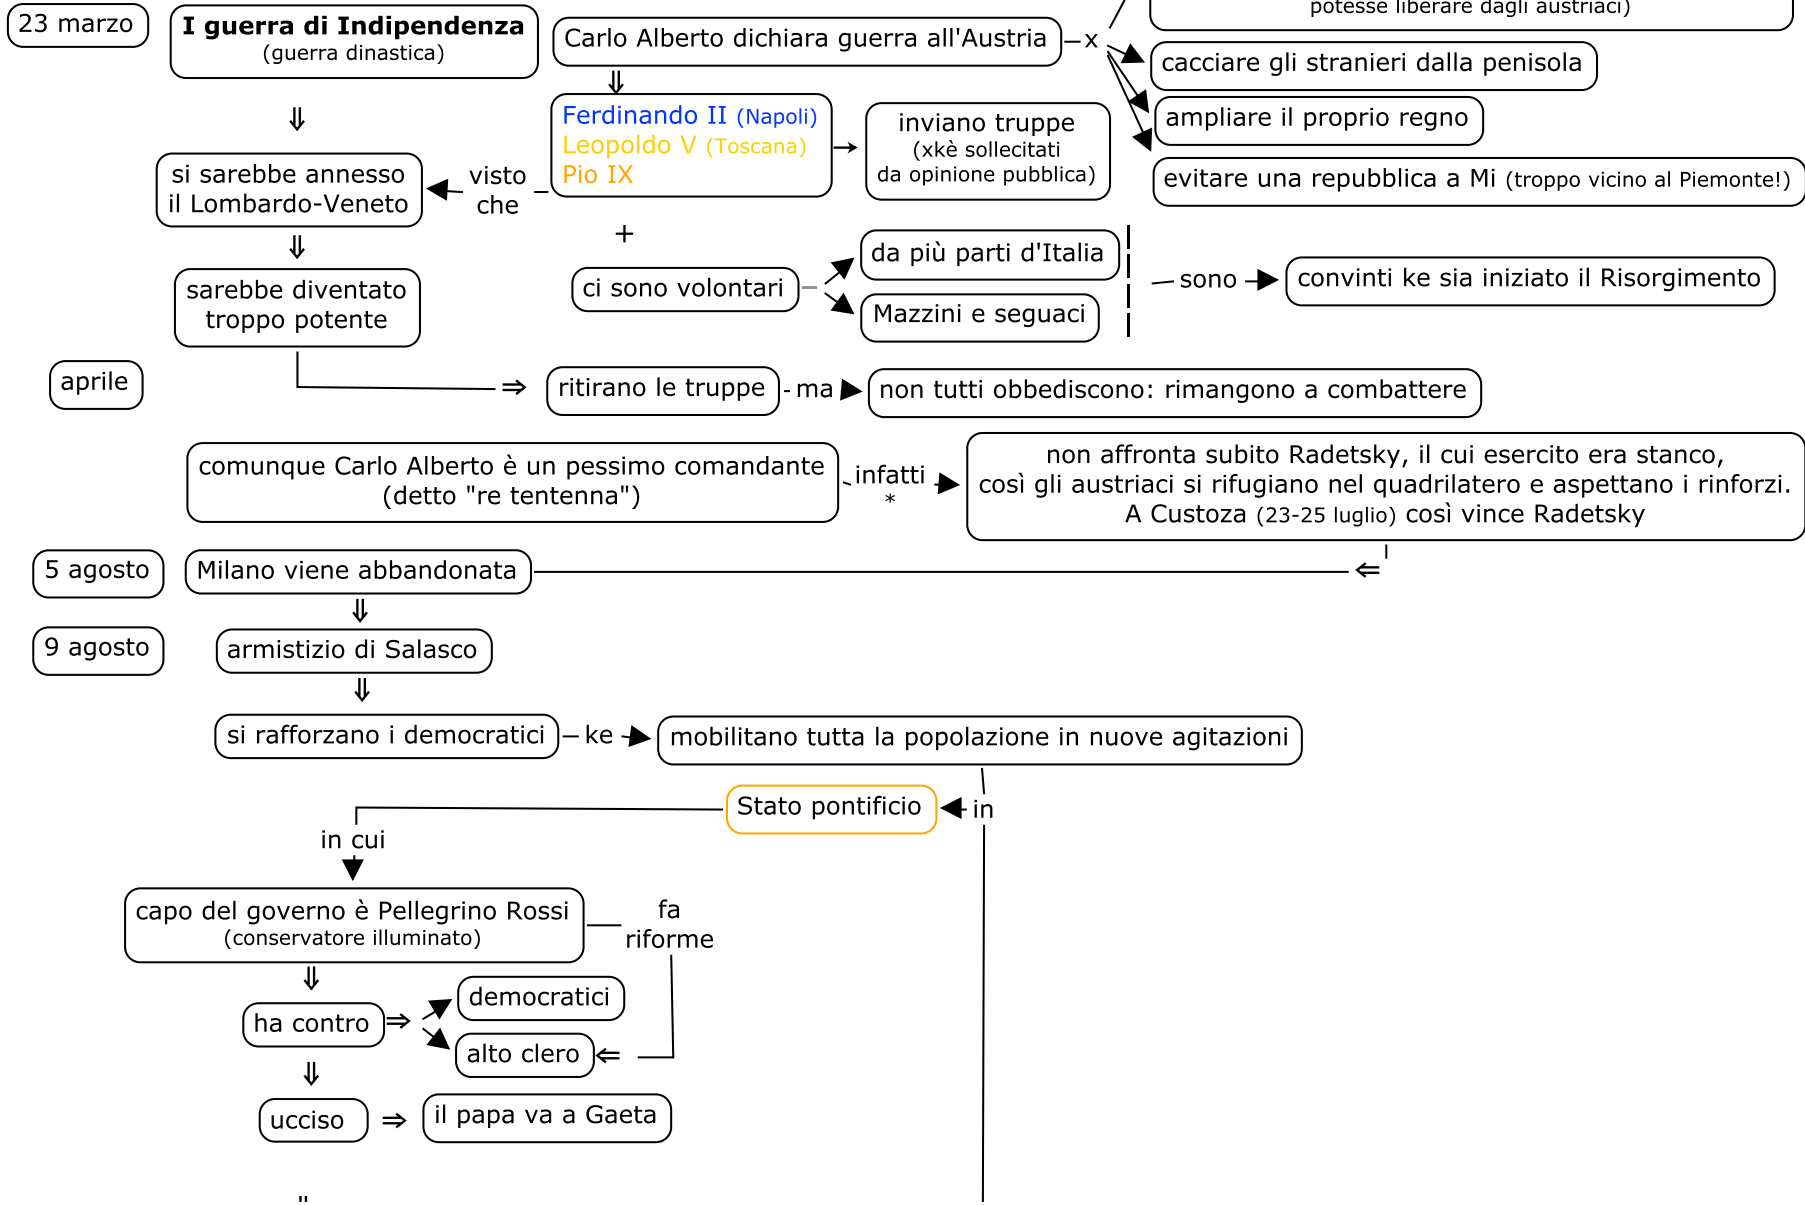 potesse liberare dagli austriaci)
23 marzo
I guerra di Indipendenza
(guerra dinastica)
Carlo Alberto dichiara guerra all'Austria
x
cacciare gli stranieri dalla penisola
ampliare il proprio regno
evitare una repubblica a Mi (troppo vicino al Piemonte!)
⇓
⇓
Ferdinando II (Napoli)
Leopoldo V (Toscana)
Pio IX
inviano truppe
(xkè sollecitati
da opinione pubblica)
visto
che
si sarebbe annesso
il Lombardo-Veneto
⇓
sarebbe diventato
troppo potente
+
ci sono volontari
da più parti d'Italia
Mazzini e seguaci
sono
convinti ke sia iniziato il Risorgimento
aprile
⇒
ritirano le truppe
ma
non tutti obbediscono: rimangono a combattere
comunque Carlo Alberto è un pessimo comandante
(detto "re tentenna")
infatti
*
non affronta subito Radetsky, il cui esercito era stanco,
così gli austriaci si rifugiano nel quadrilatero e aspettano i rinforzi.
A Custoza (23-25 luglio) così vince Radetsky
5 agosto
Milano viene abbandonata
⇐
⇓
9 agosto
armistizio di Salasco
⇓
si rafforzano i democratici
ke
mobilitano tutta la popolazione in nuove agitazioni
in
Stato pontificio
in cui
capo del governo è Pellegrino Rossi
(conservatore illuminato)
fa
riforme
⇓
ha contro
⇒
democratici
alto clero
⇐
⇓
ucciso
⇒
il papa va a Gaeta